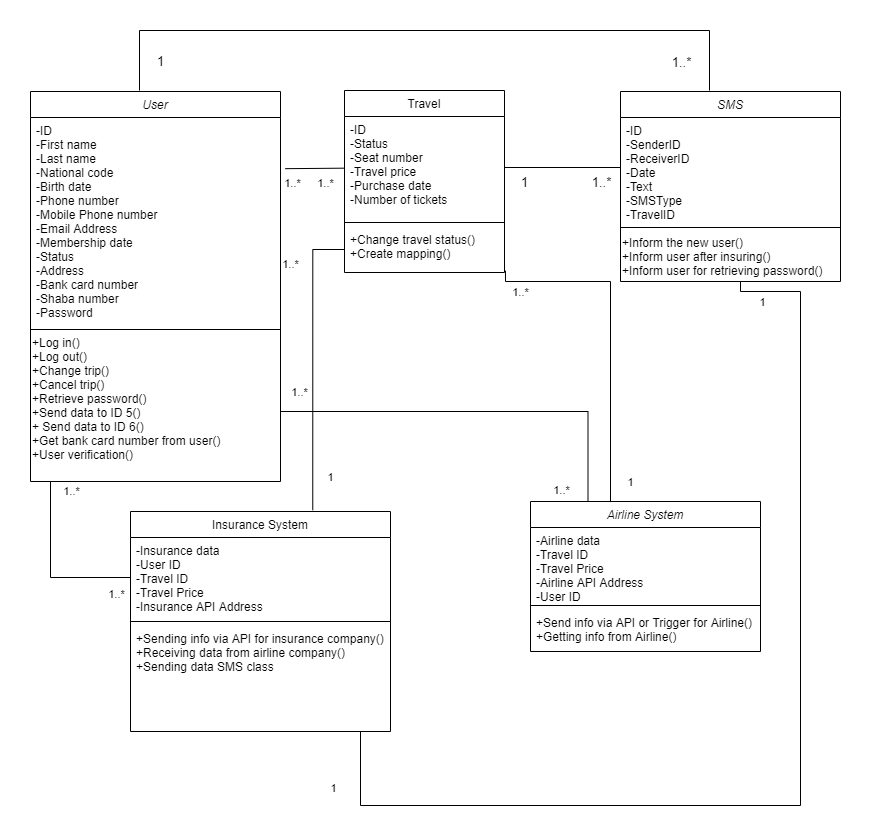 1
1..*
User
-ID
-First name
-Last name
-National code
-Birth date
-Phone number
-Mobile Phone number
-Email Address
-Membership date
-Status
-Address
-Bank card number
-Shaba number
-Password
+Log in()
+Log out()
+Change trip()
+Cancel trip()
+Retrieve password()
+Send data to ID 5()
+ Send data to ID 6()
+Get bank card number from user()
+User verification()
1..*
1..*
Travel
-ID
-Status
-Seat number
-Travel price
-Purchase date
-Number of tickets
+Change travel status()
+Create mapping()
1
1..*
SMS
-ID
-SenderID
-ReceiverID
-Date
-Text
-SMSType
-TravelID
+Inform the new user()
+Inform user after insuring()
+Inform user for retrieving password()
1..*
1..*
1
1..*
1
1
1..*
1..*
1..*
Insurance System
-Insurance data
-User ID
-Travel ID
-Travel Price
-Insurance API Address
+Sending info via API for insurance company()
+Receiving data from airline company()
+Sending data SMS class
Airline System
-Airline data
-Travel ID
-Travel Price
-Airline API Address
-User ID
+Send info via API or Trigger for Airline()
+Getting info from Airline()
1